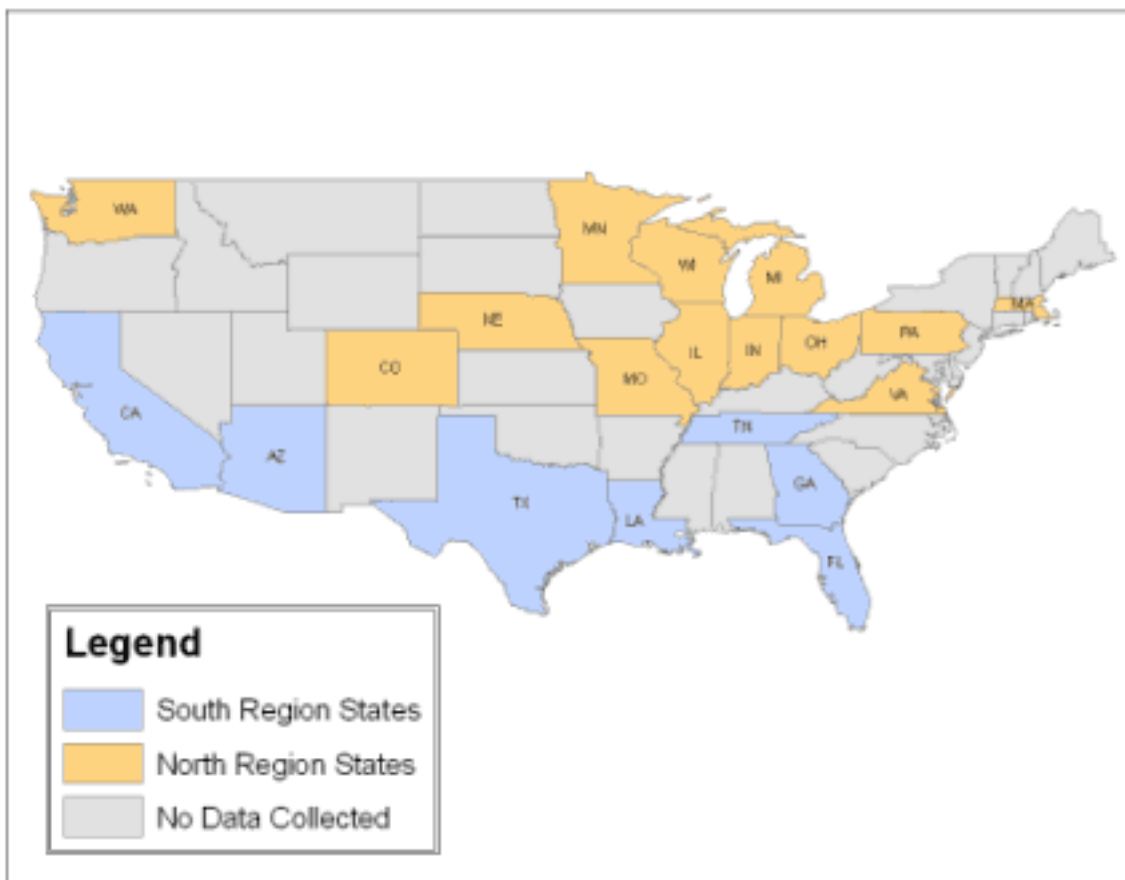 WA
MN
WI
MI
MA
NE
IL
IN
OH
PA
CO
MO
VA
CA
TN
AZ
GA
TX
LA
FL
Legend
South Region States
North Region States
No Data Collected